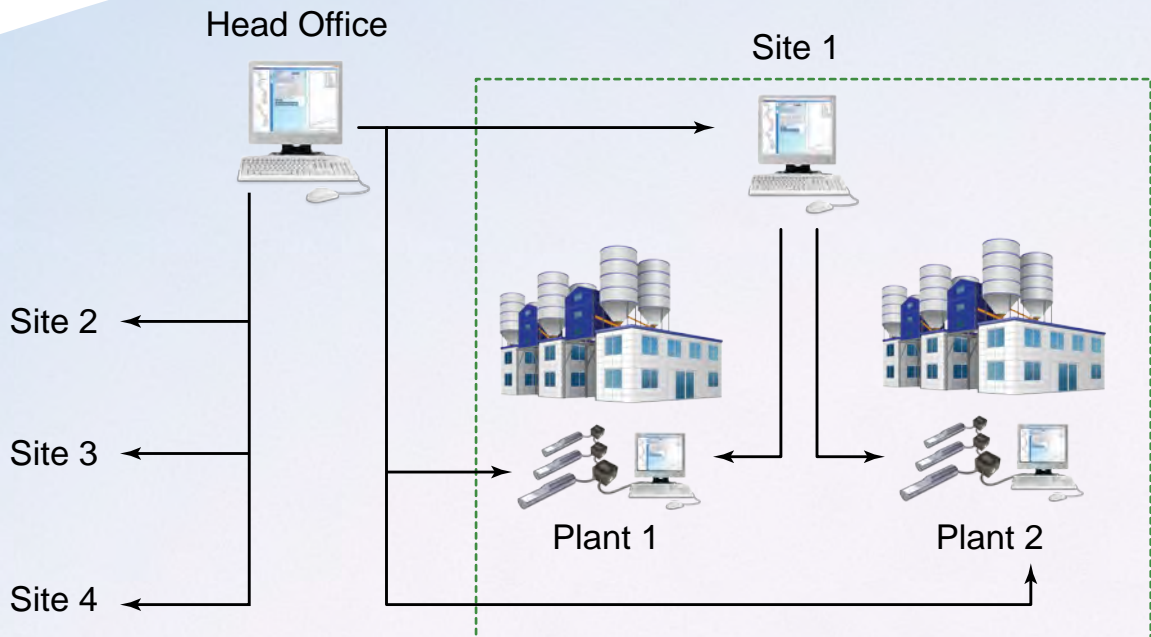 Head Office
Site 1
Site 2
Site 3
Plant 1
Plant 2
Site 4